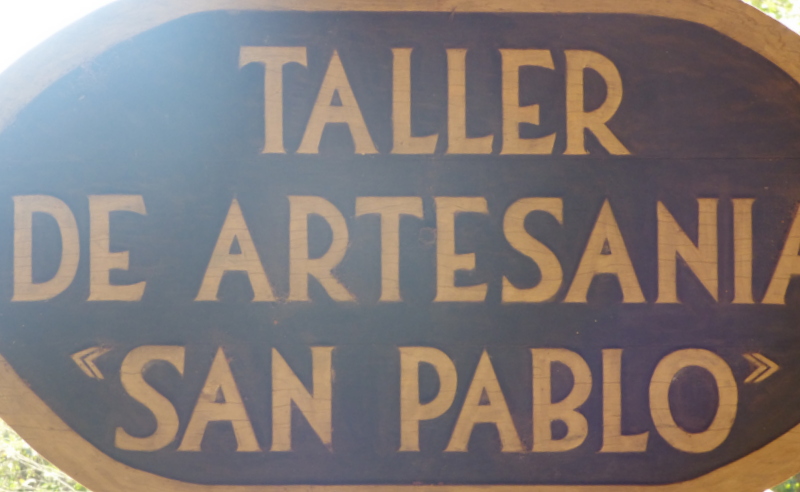 TALLER
DE ARTESANIA
«SAN PABLO»